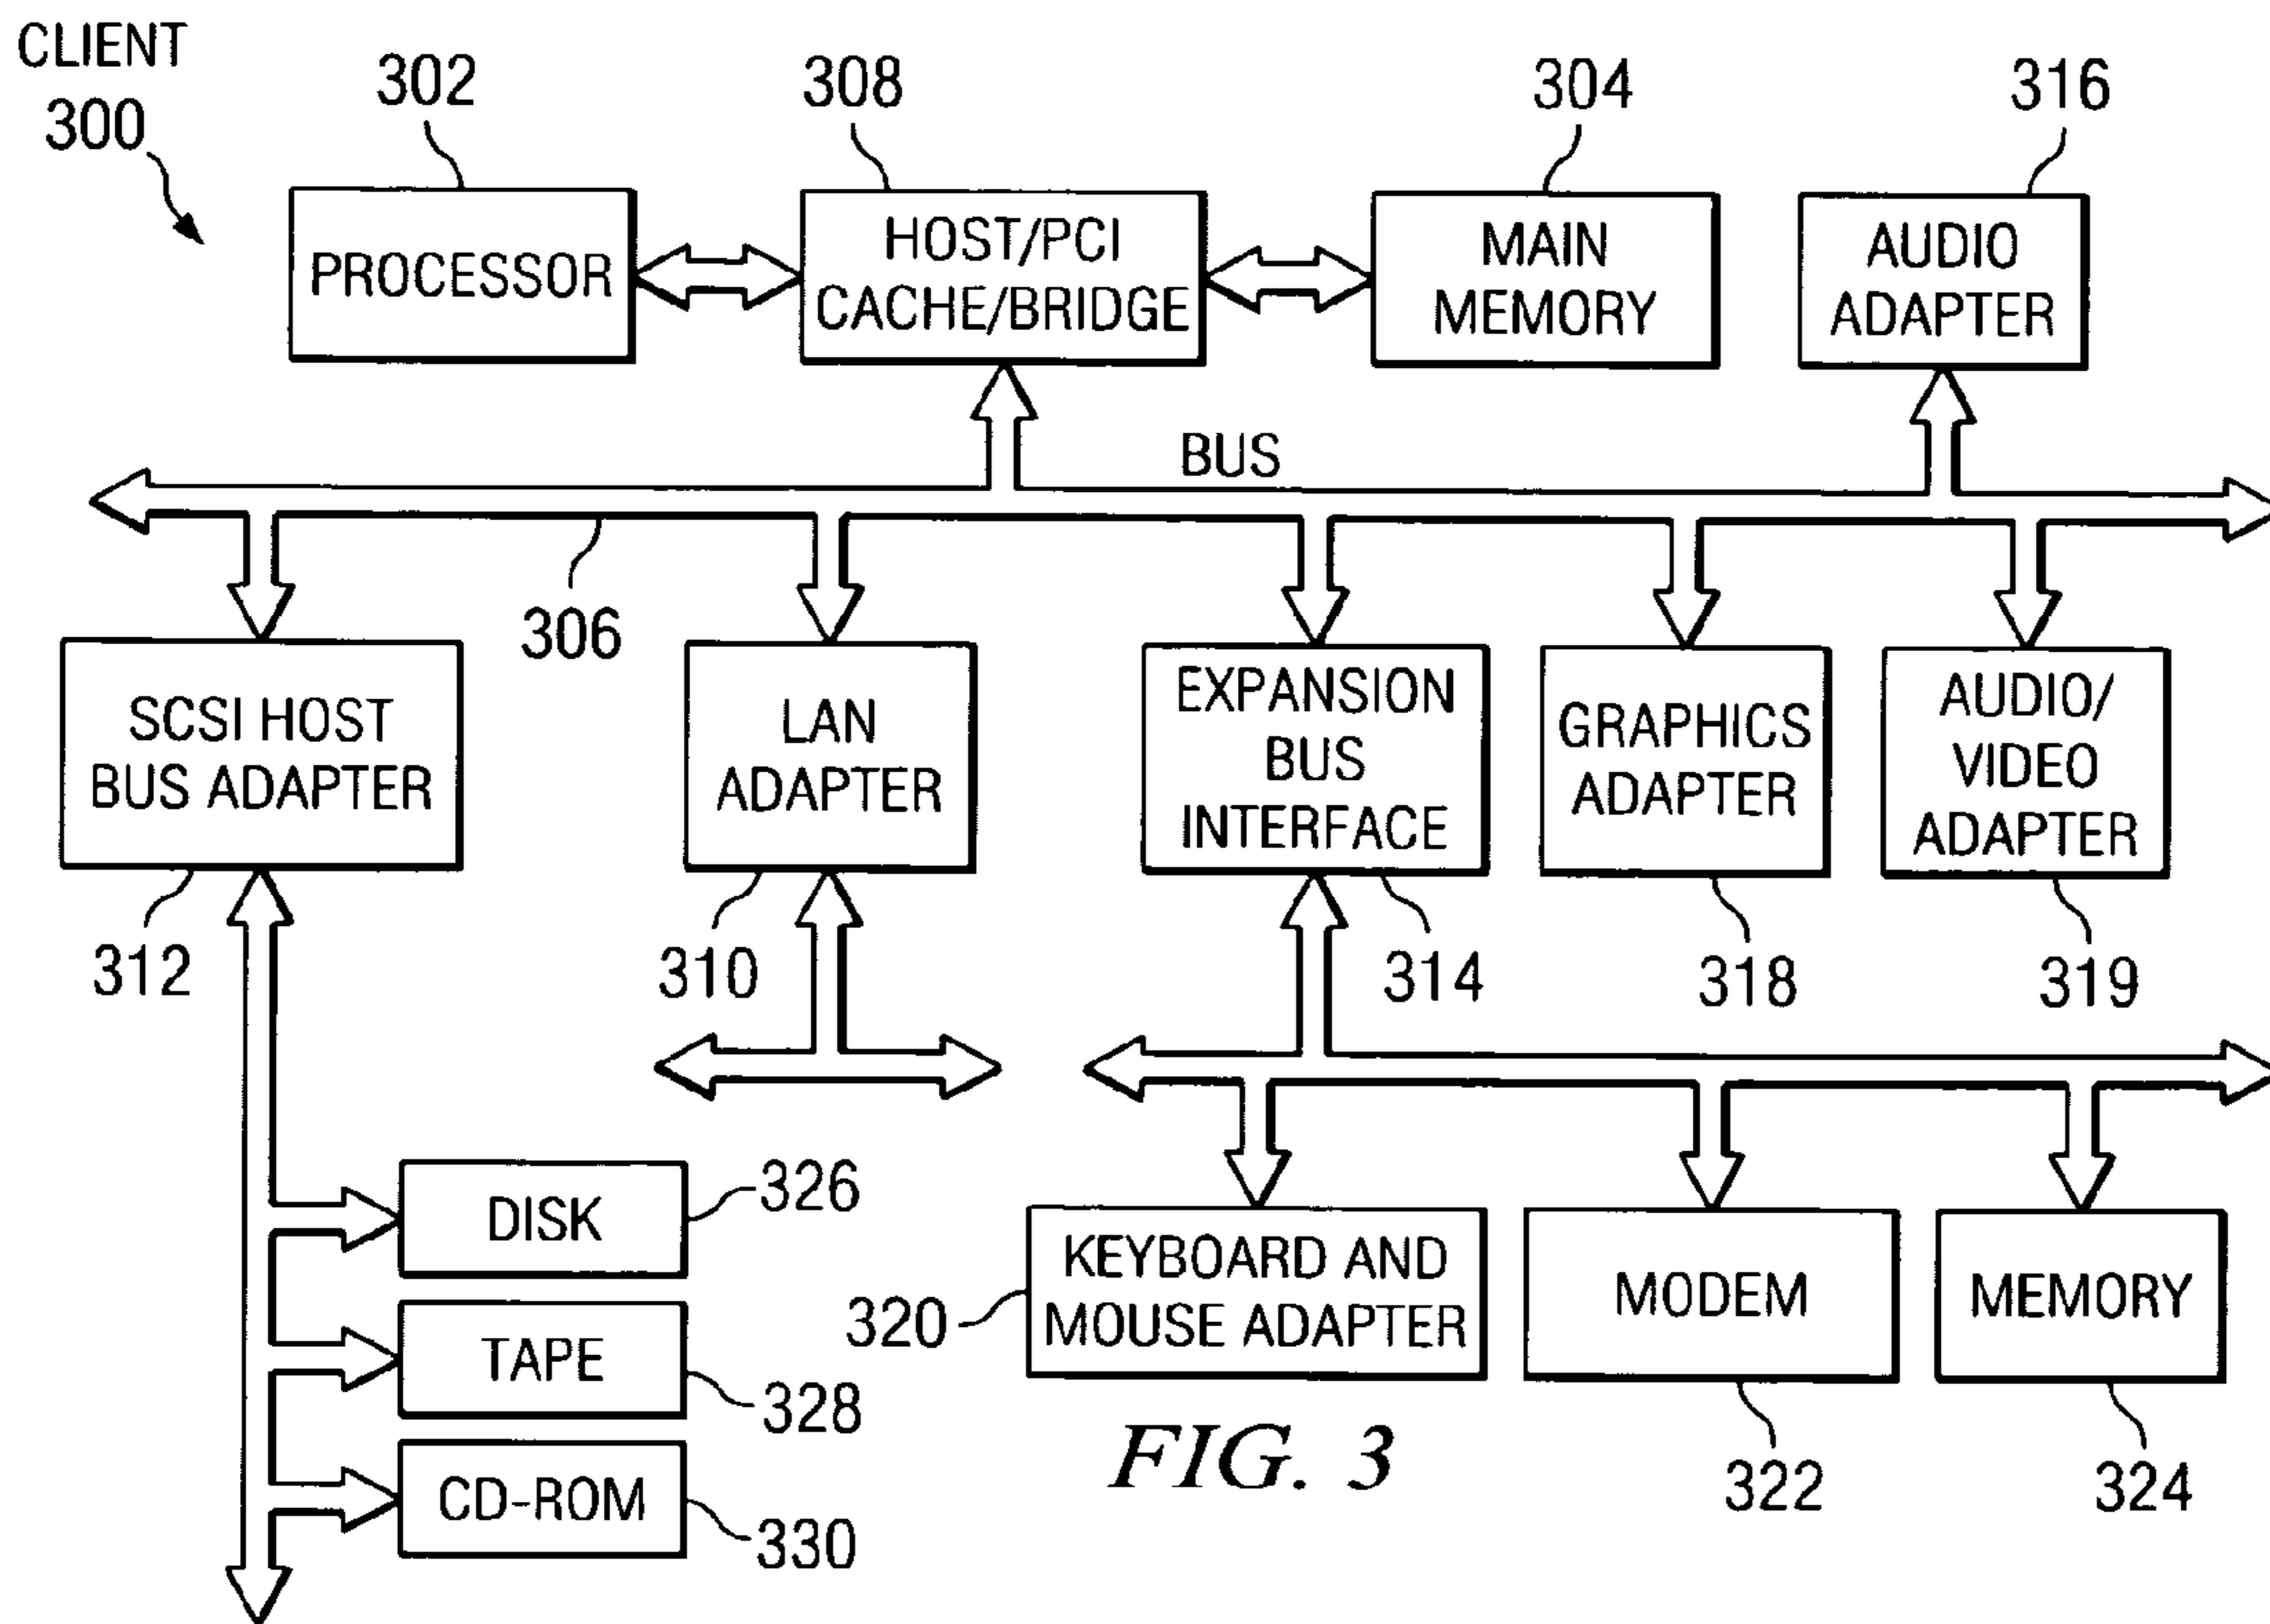 CLIENT
300
302
308
304
316
PROCESSOR
HOST/PCI
CACHE/BRIDGE
MAIN
MEMORY
AUDIO
ADAPTER
BUS
306
SCSI HOST
BUS ADAPTER
LAN
ADAPTER
EXPANSION
BUS
INTERFACE
GRAPHICS
ADAPTER
AUDIO/
VIDEO
ADAPTER
312
310
314
318
319
DISK
326
TAPE
328
CD-ROM
330
320
KEYBOARD AND
MOUSE ADAPTER
MODEM
MEMORY
322
324
FIG. 3